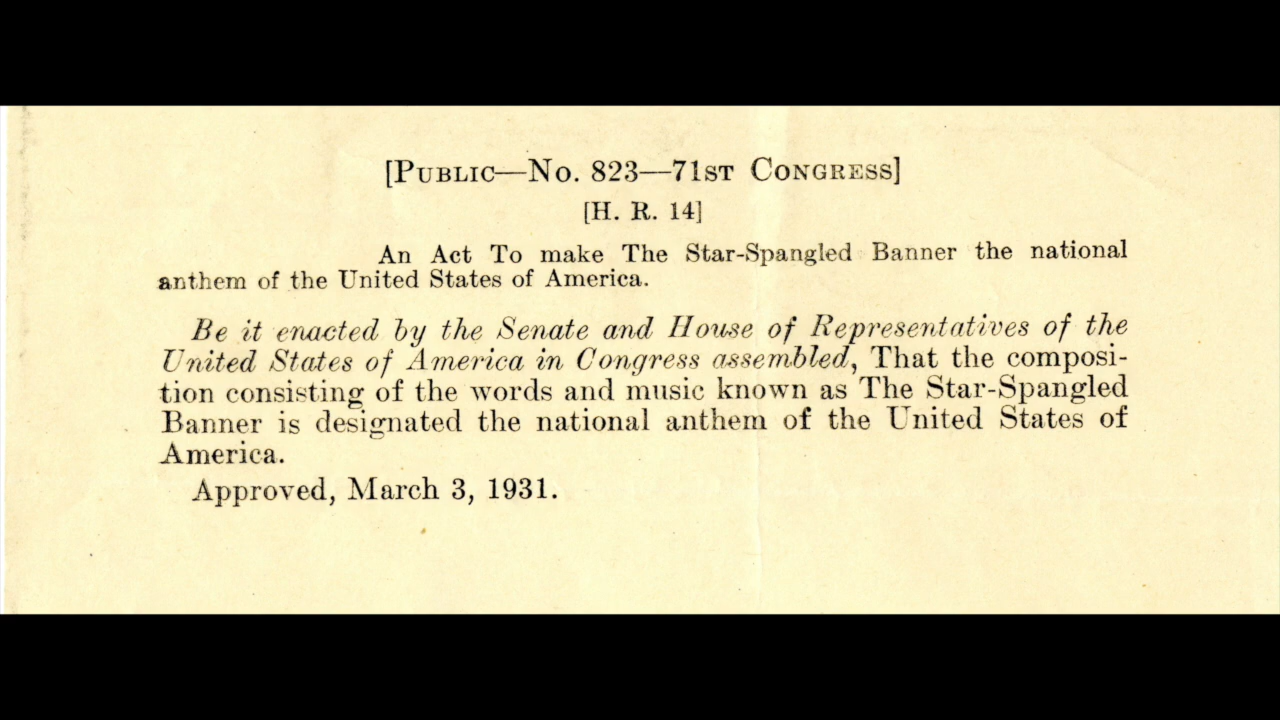 [PUBLIC—NO. 823—71ST CONGRESS]
[H. R. 14]
An Act To make The Star-Spangled Banner the national
anthem of the United States of America.
Be it enacted by the Senate and House of Representatives of the
United States of America in Congress assembled, That the composi-
tion consisting of the words and music known as The Star-Spangled
Banner is designated the national anthem of the United States of
America.
Approved, March 3, 1931.